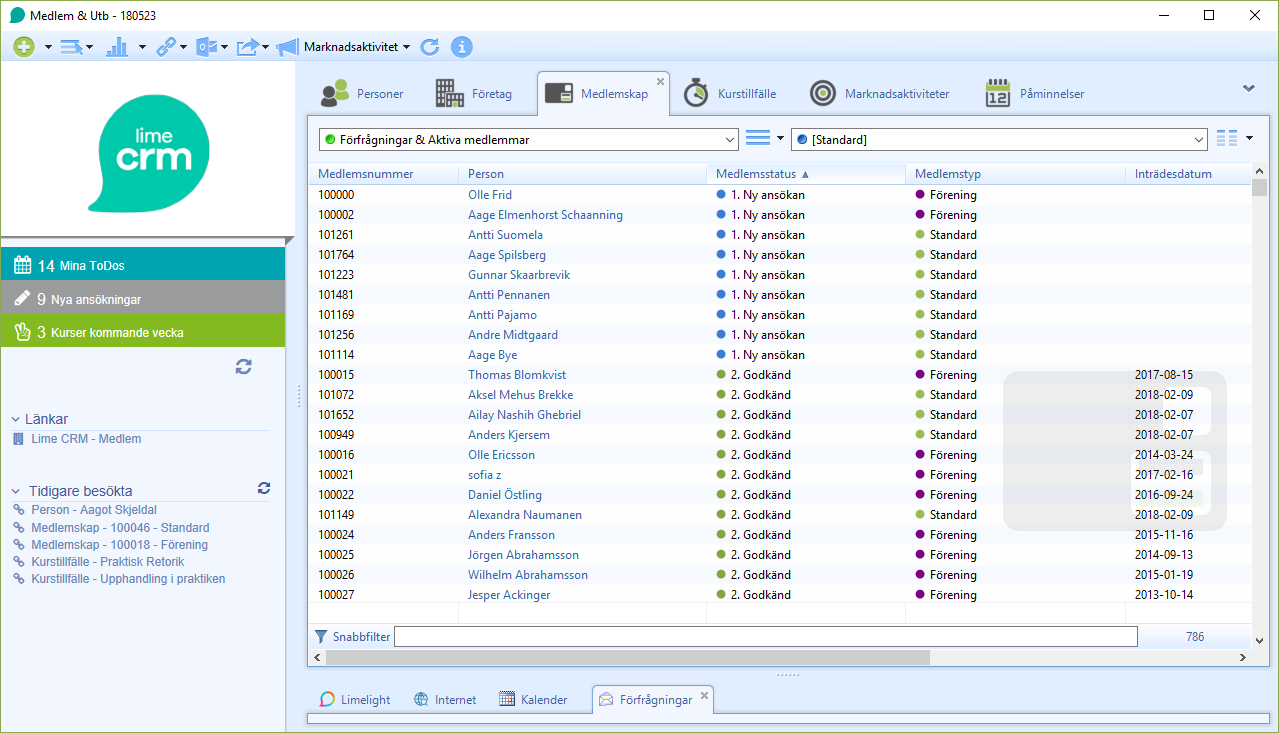 Medlem & Utb - 180523
Marknadsaktivitet
lime
crm
14 Mina ToDos
9 Nya ansökningar
3 Kurser kommande vecka
Länkar
Lime CRM - Medlem
Tidigare besökta
Person - Aagot Skjeldal
Medlemskap - 100046 - Standard
Medlemskap - 100018 - Förening
Kurstillfälle - Praktisk Retorik
Kurstillfälle - Upphandling i praktiken
Personer Företag Medlemskap Kurstillfälle Marknadsaktiviteter 12 Påminnelser
Förfrågningar & Aktiva medlemmar [Standard]
Medlemsnummer Person Medlemsstatus Medlemstyp Inträdesdatum
100000 Olle Frid 1. Ny ansökan Förening
100002 Aage Elmenhorst Schaanning 1. Ny ansökan Förening
101261 Antti Suomela 1. Ny ansökan Standard
101764 Aage Spilsberg 1. Ny ansökan Standard
101223 Gunnar Skaarbrevik 1. Ny ansökan Standard
101481 Antti Pennanen 1. Ny ansökan Standard
101169 Antti Pajamo 1. Ny ansökan Standard
101256 Andre Midtgaard 1. Ny ansökan Standard
101114 Aage Bye 1. Ny ansökan Standard
100015 Thomas Blomkvist 2. Godkänd Förening 2017-08-15
101072 Aksel Mehus Brekke 2. Godkänd Standard 2018-02-09
101652 Ailay Nashih Ghebriel 2. Godkänd Standard 2018-02-07
100949 Anders Kjersem 2. Godkänd Standard 2018-02-07
100016 Olle Ericsson 2. Godkänd Förening 2014-03-24
100021 sofia z 2. Godkänd Förening 2017-02-16
100022 Daniel Östling 2. Godkänd Förening 2016-09-24
101149 Alexandra Naumanen 2. Godkänd Standard 2018-02-09
100024 Anders Fransson 2. Godkänd Förening 2015-11-16
100025 Jörgen Abrahamsson 2. Godkänd Förening 2014-09-13
100026 Wilhelm Abrahamsson 2. Godkänd Förening 2015-01-19
100027 Jesper Ackinger 2. Godkänd Förening 2013-10-14
Snabbfilter 786
Limelight Internet Kalender Förfrågningar